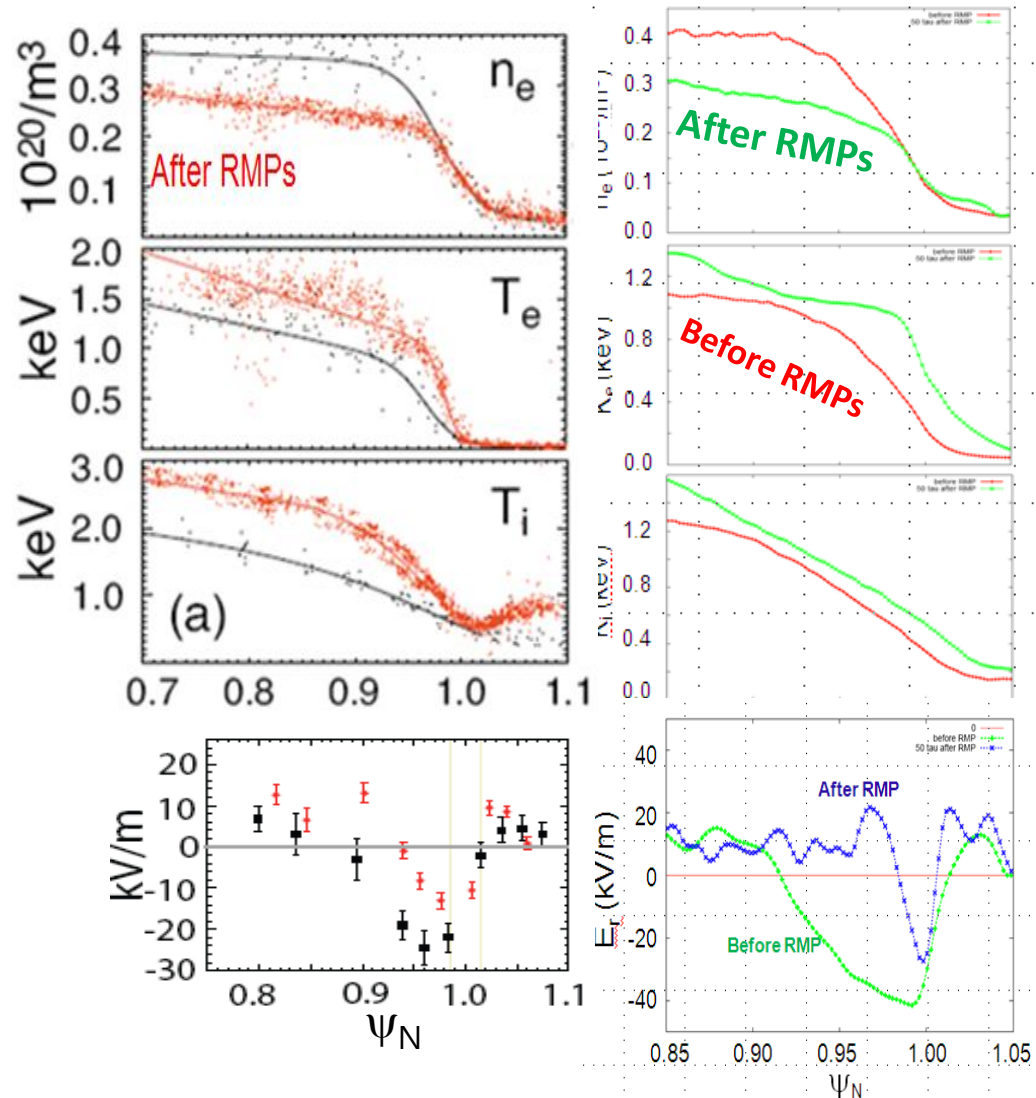 0.4
0.3
0.2
0.1
10²⁰/m³
nₑ
After RMPs
2.0
1.5
1.0
0.5
keV
Tₑ
3.0
2.0
1.0
keV
Tᵢ
(a)
0.7 0.8 0.9 1.0 1.1
20
10
0
-10
-20
-30
kV/m
0.8 0.9 1.0 1.1
ψ_N
before RMP
50 tau after RMP
0.4
0.3
0.2
0.1
0.0
After RMPs
before RMP
50 tau after RMP
1.2
0.8
0.4
0.0
Kₑ (keV)
Before RMPs
before RMP
50 tau after RMP
1.2
0.8
0.4
0.0
Kᵢ (keV)
0
before RMP
50 tau after RMP
40
20
0
-20
-40
Eᵣ (kV/m)
After RMP
Before RMP
0.85 0.90 0.95 1.00 1.05
ψ_N